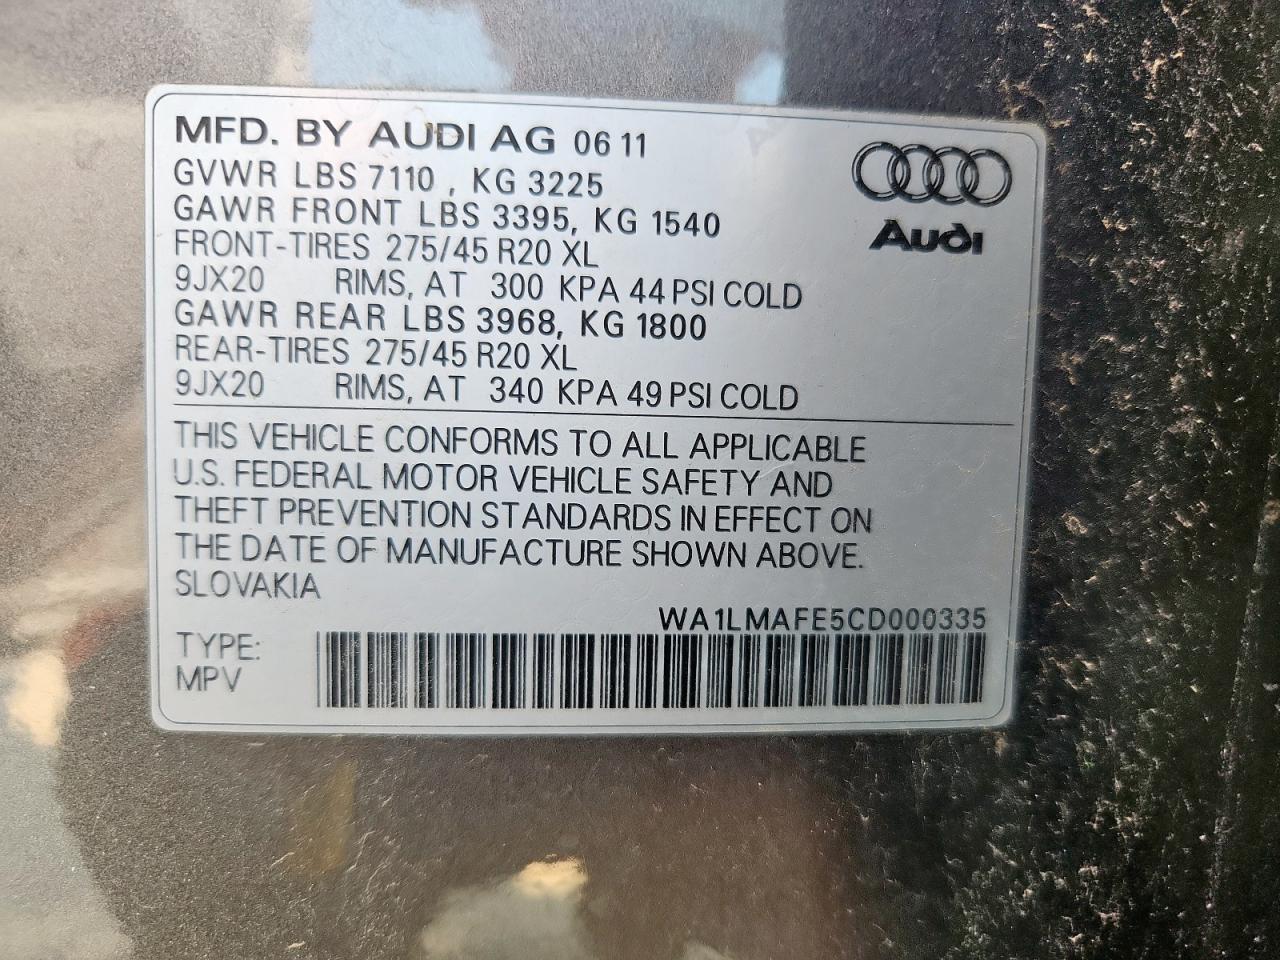 MFD. BY AUDI AG 06 11
GVWR LBS 7110 , KG 3225
GAWR FRONT LBS 3395, KG 1540
FRONT-TIRES 275/45 R20 XL
9JX20 RIMS, AT 300 KPA 44 PSI COLD
GAWR REAR LBS 3968, KG 1800
REAR-TIRES 275/45 R20 XL
9JX20 RIMS, AT 340 KPA 49 PSI COLD
Audi
THIS VEHICLE CONFORMS TO ALL APPLICABLE
U.S. FEDERAL MOTOR VEHICLE SAFETY AND
THEFT PREVENTION STANDARDS IN EFFECT ON
THE DATE OF MANUFACTURE SHOWN ABOVE.
SLOVAKIA
WA1LMAFE5CD000335
TYPE:
MPV